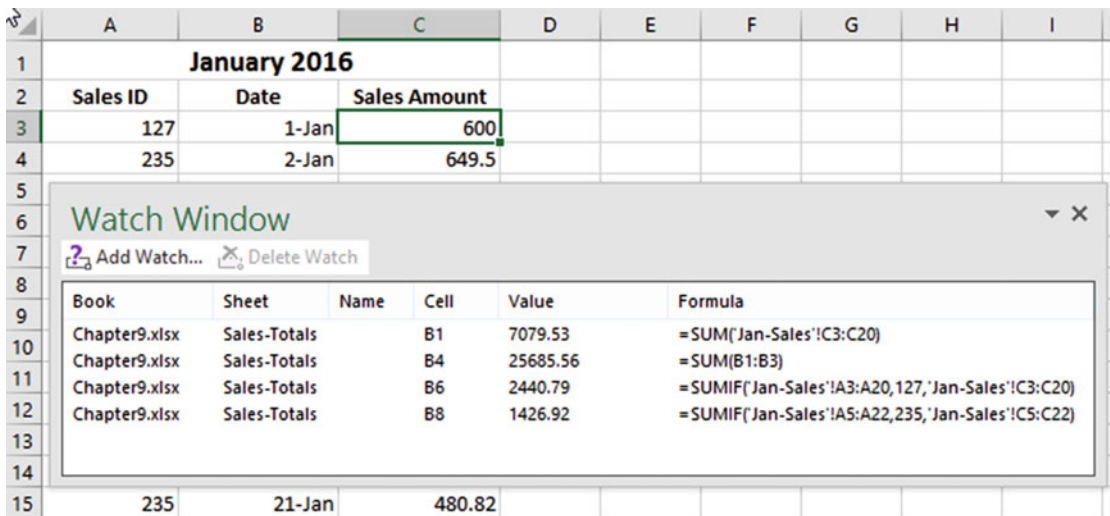 A B C D E F G H I
1 January 2016
2 Sales ID Date Sales Amount
3 127 1-Jan 600
4 235 2-Jan 649.5
5
6 Watch Window
7 Add Watch... Delete Watch
8
Book Sheet Name Cell Value Formula
9
Chapter9.xlsx Sales-Totals B1 7079.53 =SUM('Jan-Sales'!C3:C20)
10
Chapter9.xlsx Sales-Totals B4 25685.56 =SUM(B1:B3)
11
Chapter9.xlsx Sales-Totals B6 2440.79 =SUMIF('Jan-Sales'!A3:A20,127,'Jan-Sales'!C3:C20)
12
Chapter9.xlsx Sales-Totals B8 1426.92 =SUMIF('Jan-Sales'!A5:A22,235,'Jan-Sales'!C5:C22)
13
14
15 235 21-Jan 480.82